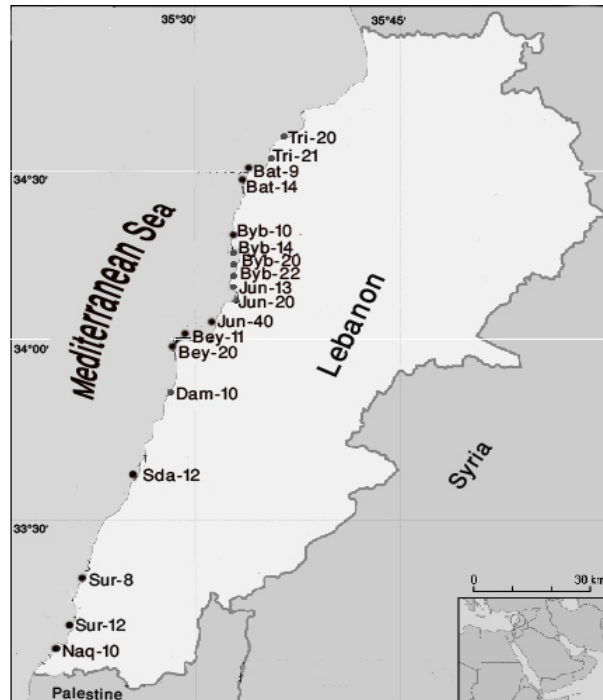 35°30'
35°45'
Tri-20
Tri-21
34°30'
Bat-9
Bat-14
Byb-10
Byb-14
Byb-20
Byb-22
Jun-13
Jun-20
Mediterranean Sea
Lebanon
Jun-40
34°00'
Bey-11
Bey-20
Dam-10
Syria
Sda-12
33°30'
Sur-8
0 30 km
Sur-12
Naq-10
Palestine